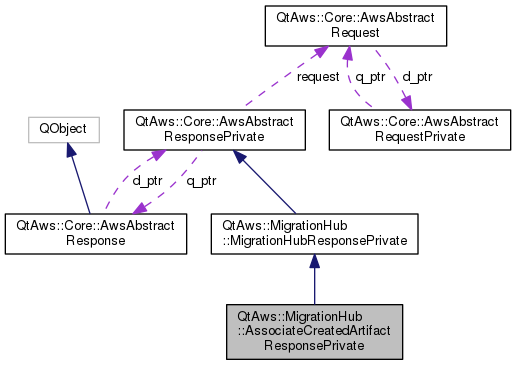 QtAws::Core::AwsAbstract
Request
request
q_ptr
d_ptr
QObject
QtAws::Core::AwsAbstract
ResponsePrivate
QtAws::Core::AwsAbstract
RequestPrivate
d_ptr
q_ptr
QtAws::Core::AwsAbstract
Response
QtAws::MigrationHub
::MigrationHubResponsePrivate
QtAws::MigrationHub
::AssociateCreatedArtifact
ResponsePrivate